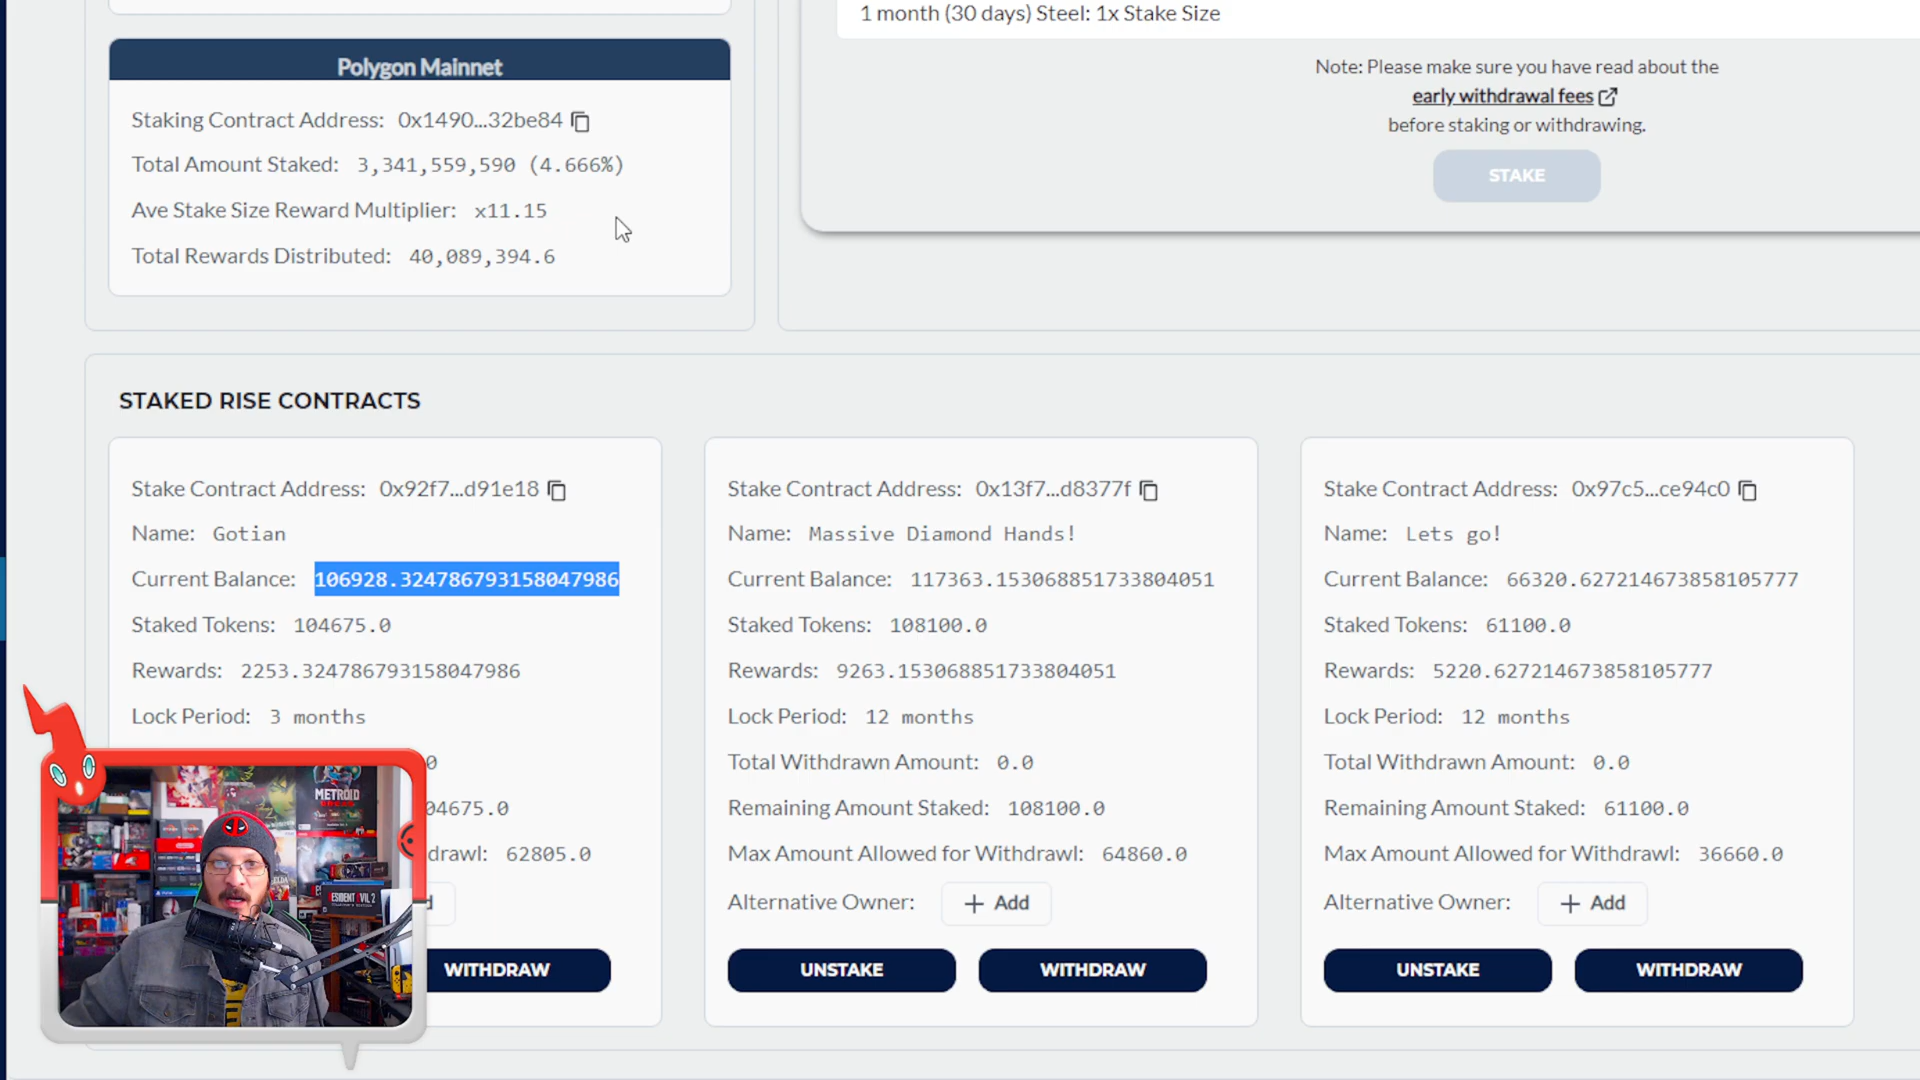 1 month (30 days) Steel: 1x Stake Size
Polygon Mainnet
Note: Please make sure you have read about the
early withdrawal fees
before staking or withdrawing.
STAKE
Staking Contract Address: 0x1490...32be84
Total Amount Staked: 3,341,559,590 (4.666%)
Ave Stake Size Reward Multiplier: x11.15
Total Rewards Distributed: 40,089,394.6
STAKED RISE CONTRACTS
Stake Contract Address: 0x92f7...d91e18
Name: Gotian
Current Balance: 106928.324786793158047986
Staked Tokens: 104675.0
Rewards: 2253.324786793158047986
Lock Period: 3 months
0
04675.0
drawl: 62805.0
d
WITHDRAW
Stake Contract Address: 0x13f7...d8377f
Name: Massive Diamond Hands!
Current Balance: 117363.153068851733804051
Staked Tokens: 108100.0
Rewards: 9263.153068851733804051
Lock Period: 12 months
Total Withdrawn Amount: 0.0
Remaining Amount Staked: 108100.0
Max Amount Allowed for Withdrawl: 64860.0
Alternative Owner: + Add
UNSTAKE WITHDRAW
Stake Contract Address: 0x97c5...ce94c0
Name: Lets go!
Current Balance: 66320.627214673858105777
Staked Tokens: 61100.0
Rewards: 5220.627214673858105777
Lock Period: 12 months
Total Withdrawn Amount: 0.0
Remaining Amount Staked: 61100.0
Max Amount Allowed for Withdrawl: 36660.0
Alternative Owner: + Add
UNSTAKE WITHDRAW
METROID
RESIDENT EVIL 2